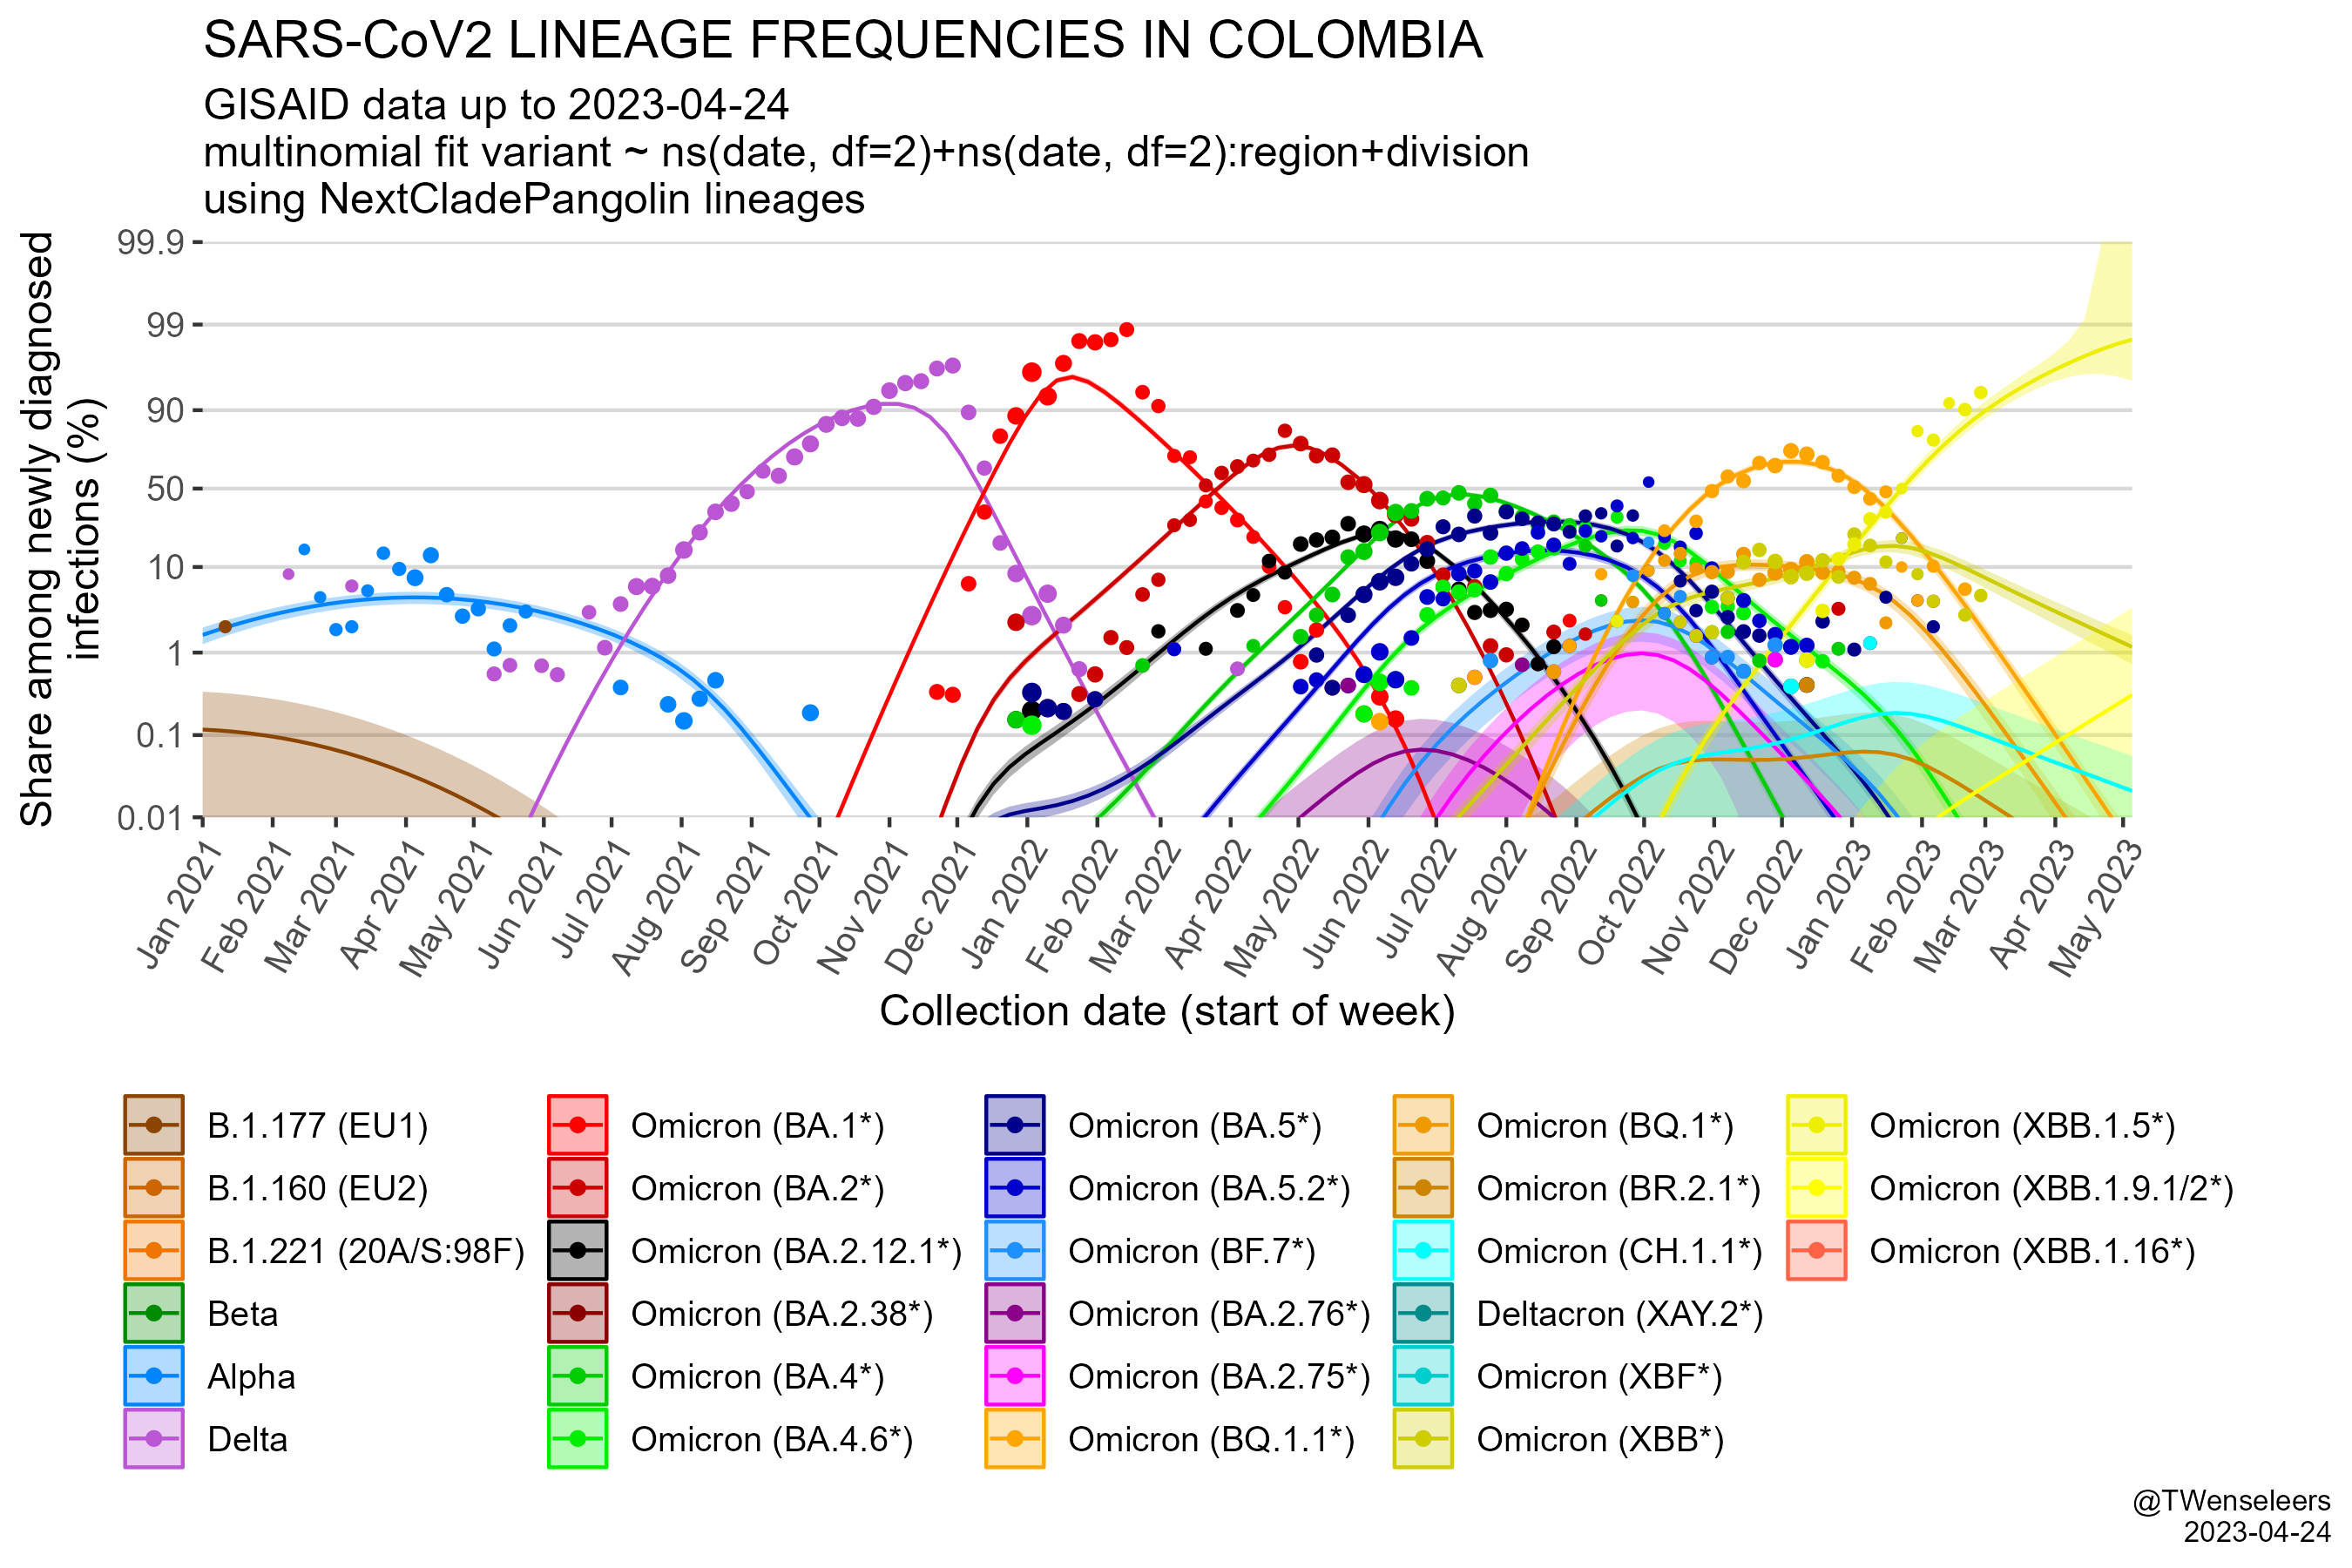 SARS-CoV2 LINEAGE FREQUENCIES IN COLOMBIA
GISAID data up to 2023-04-24
multinomial fit variant ~ ns(date, df=2)+ns(date, df=2):region+division
using NextCladePangolin lineages
Share among newly diagnosed
infections (%)
99.9
99
90
50
10
1
0.1
0.01
Jan 2021
Feb 2021
Mar 2021
Apr 2021
May 2021
Jun 2021
Jul 2021
Aug 2021
Sep 2021
Oct 2021
Nov 2021
Dec 2021
Jan 2022
Feb 2022
Mar 2022
Apr 2022
May 2022
Jun 2022
Jul 2022
Aug 2022
Sep 2022
Oct 2022
Nov 2022
Dec 2022
Jan 2023
Feb 2023
Mar 2023
Apr 2023
May 2023
Collection date (start of week)
B.1.177 (EU1)
B.1.160 (EU2)
B.1.221 (20A/S:98F)
Beta
Alpha
Delta
Omicron (BA.1*)
Omicron (BA.2*)
Omicron (BA.2.12.1*)
Omicron (BA.2.38*)
Omicron (BA.4*)
Omicron (BA.4.6*)
Omicron (BA.5*)
Omicron (BA.5.2*)
Omicron (BF.7*)
Omicron (BA.2.76*)
Omicron (BA.2.75*)
Omicron (BQ.1.1*)
Omicron (BQ.1*)
Omicron (BR.2.1*)
Omicron (CH.1.1*)
Deltacron (XAY.2*)
Omicron (XBF*)
Omicron (XBB*)
Omicron (XBB.1.5*)
Omicron (XBB.1.9.1/2*)
Omicron (XBB.1.16*)
@TWenseleers
2023-04-24